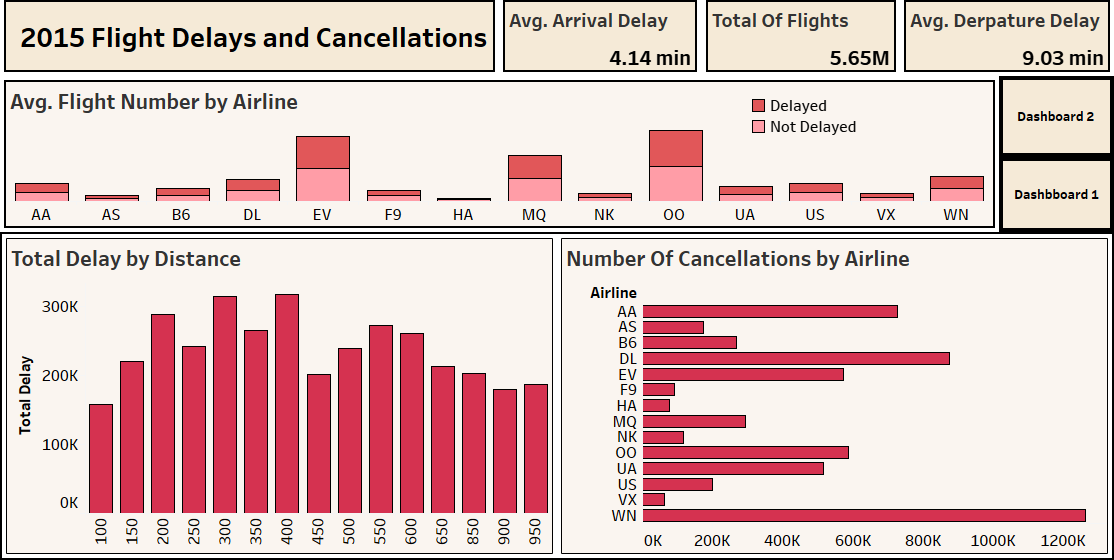 2015 Flight Delays and Cancellations
Avg. Arrival Delay
4.14 min
Total Of Flights
5.65M
Avg. Derpature Delay
9.03 min
Avg. Flight Number by Airline
Delayed
Not Delayed
AA AS B6 DL EV F9 HA MQ NK OO UA US VX WN
Dashboard 2
Dashbboard 1
Total Delay by Distance
Total Delay
300K
200K
100K
0K
100 150 200 250 300 350 400 450 500 550 600 650 850 900 950
Number Of Cancellations by Airline
Airline
AA
AS
B6
DL
EV
F9
HA
MQ
NK
OO
UA
US
VX
WN
0K 200K 400K 600K 800K 1000K 1200K